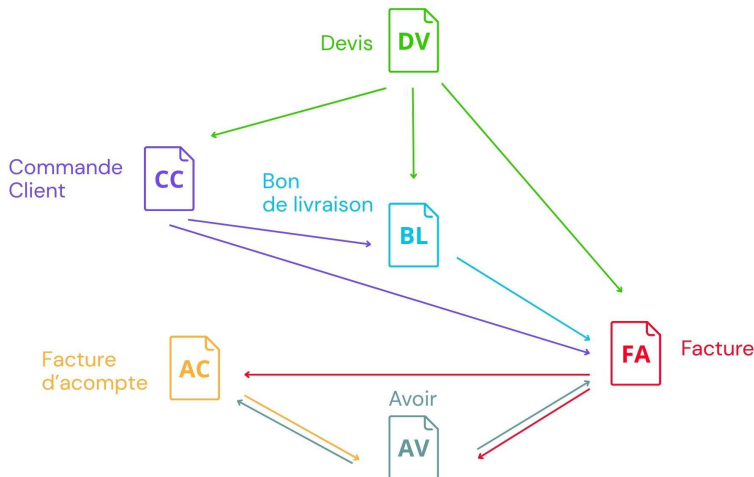 Devis
DV
Commande
Client
CC
Bon
de livraison
BL
FA
Facture
Facture
d'acompte
AC
Avoir
AV